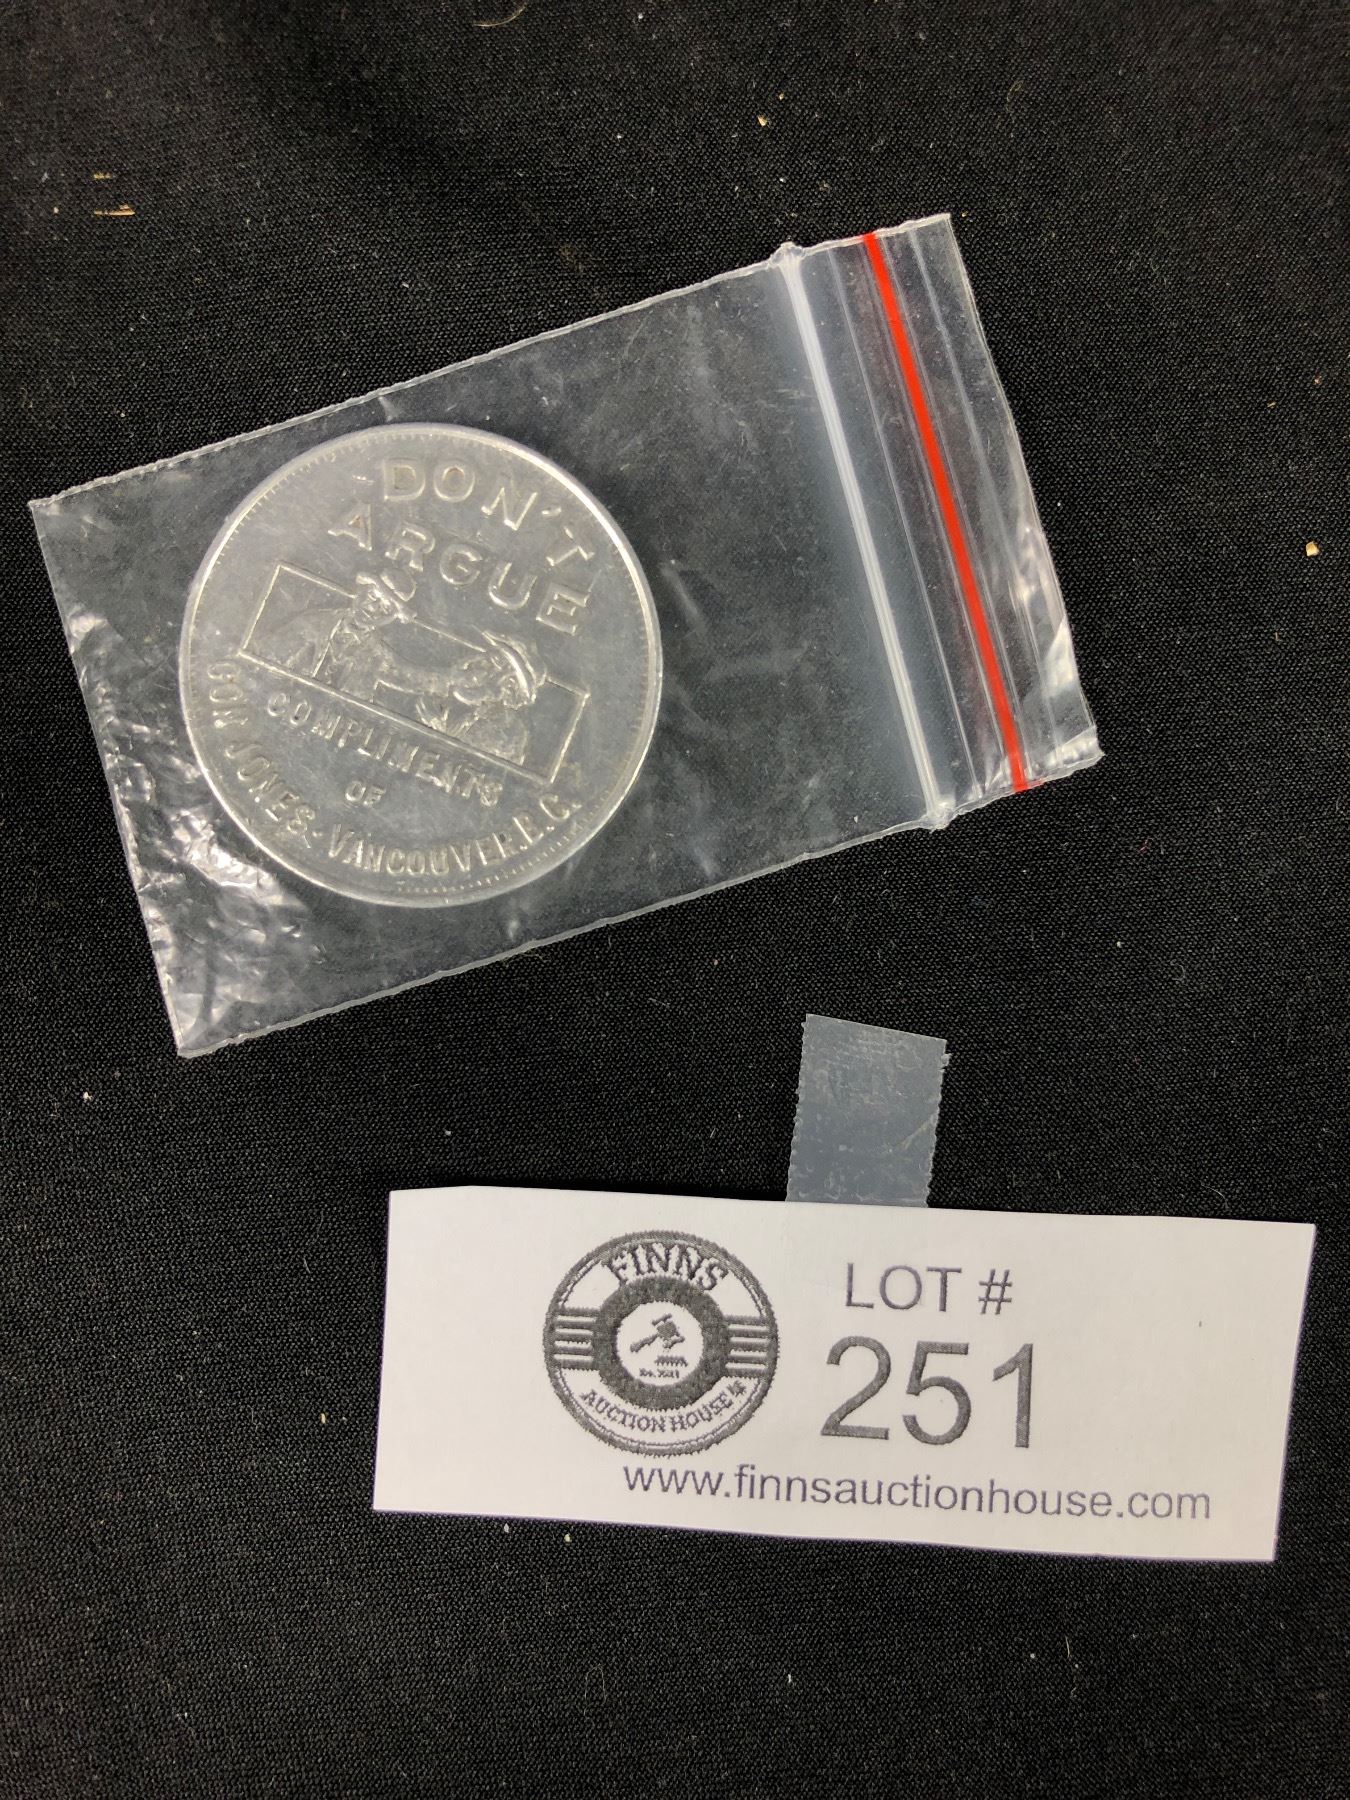 DON'T
ARGUE
COMPLIMENTS
OF
CON JONES - VANCOUVER. B.C.
FINNS
AUCTION HOUSE
LOT #
251
www.finnsauctionhouse.com